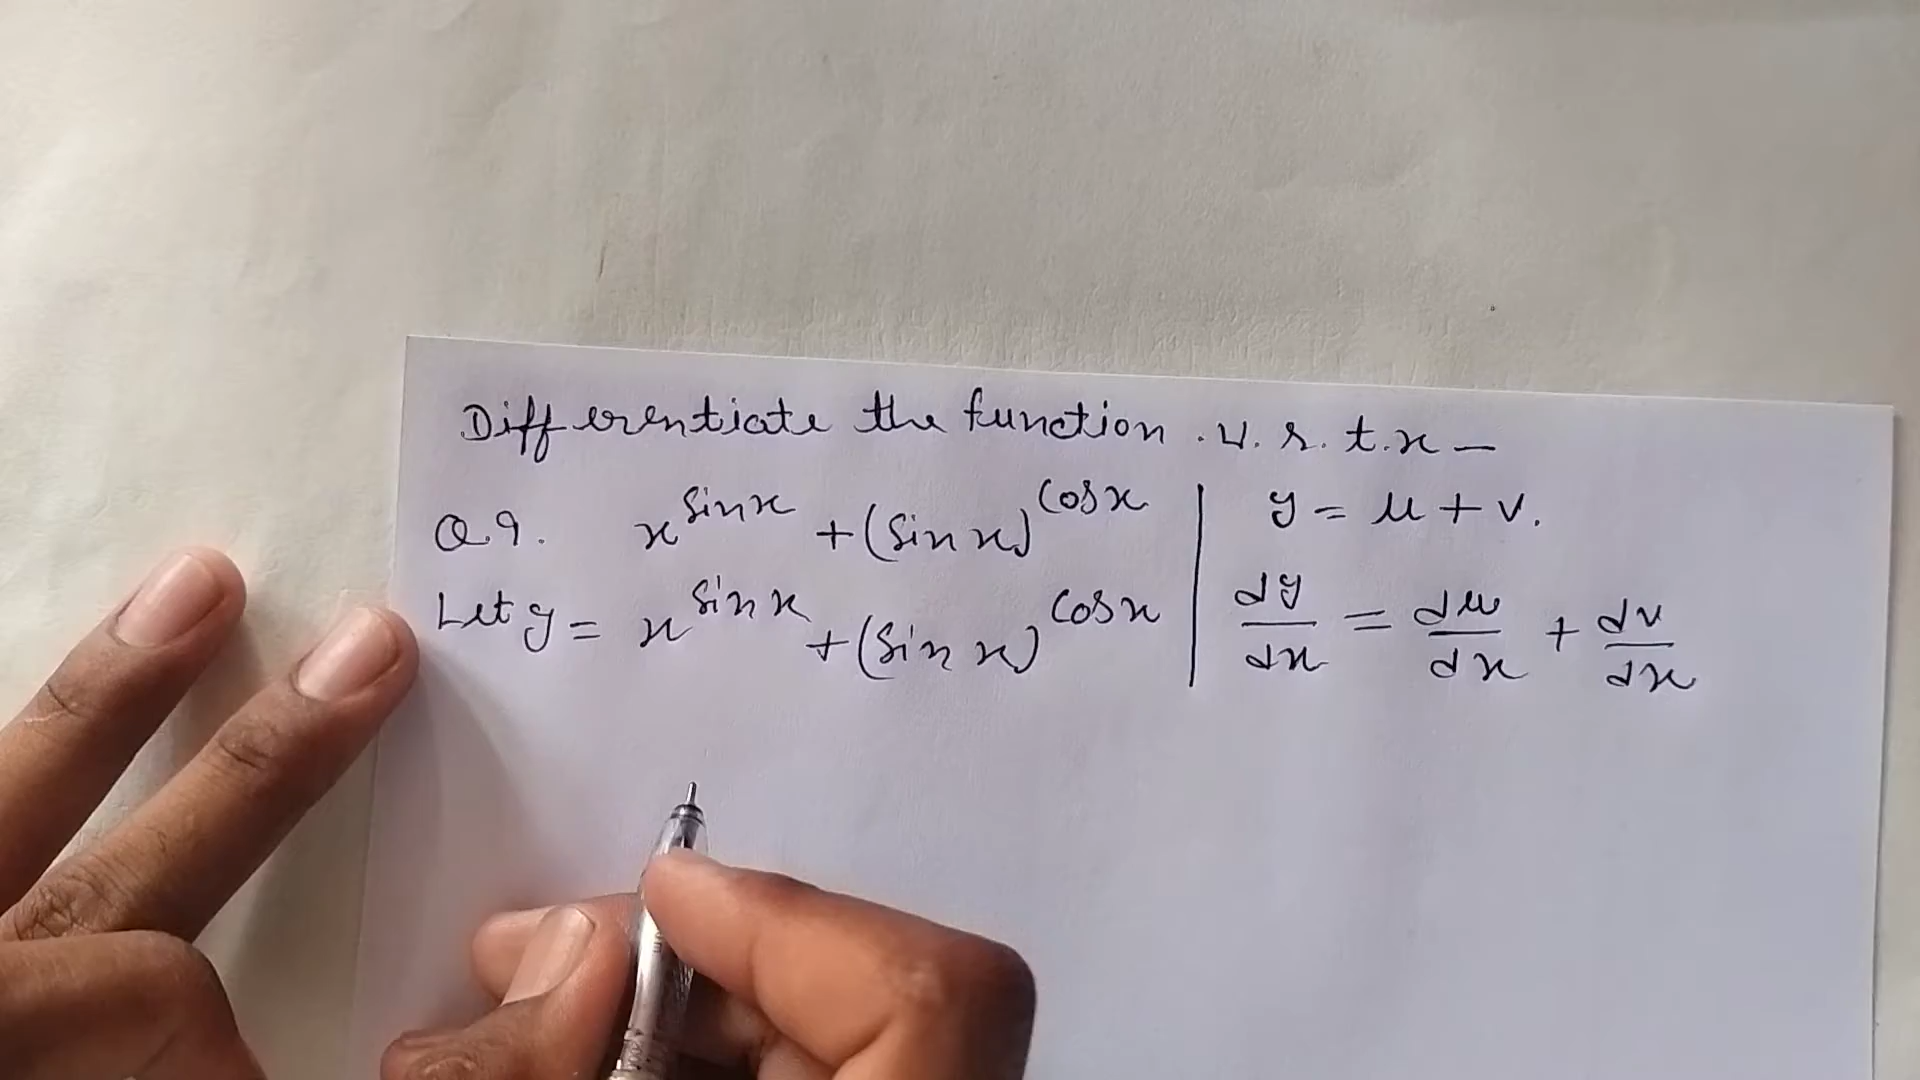 Differentiate the function . w. r. t. x —
Q.9. x^sinx + (sin x)^cosx
Let y = x^sinx + (sin x)^cosx
y = u + v.
dy/dx = du/dx + dv/dx